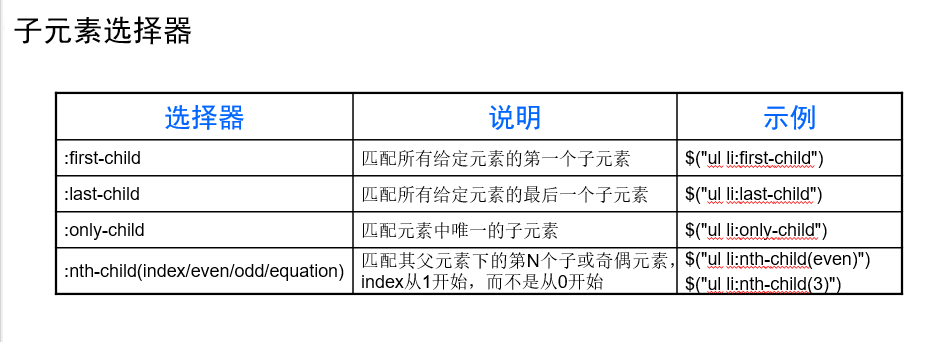 子元素选择器
选择器 说明 示例
:first-child 匹配所有给定元素的第一个子元素 $("ul li:first-child")
:last-child 匹配所有给定元素的最后一个子元素 $("ul li:last-child")
:only-child 匹配元素中唯一的子元素 $("ul li:only-child")
:nth-child(index/even/odd/equation) 匹配其父元素下的第N个子或奇偶元素, $("ul li:nth-child(even)")
index从1开始，而不是从0开始 $("ul li:nth-child(3)")